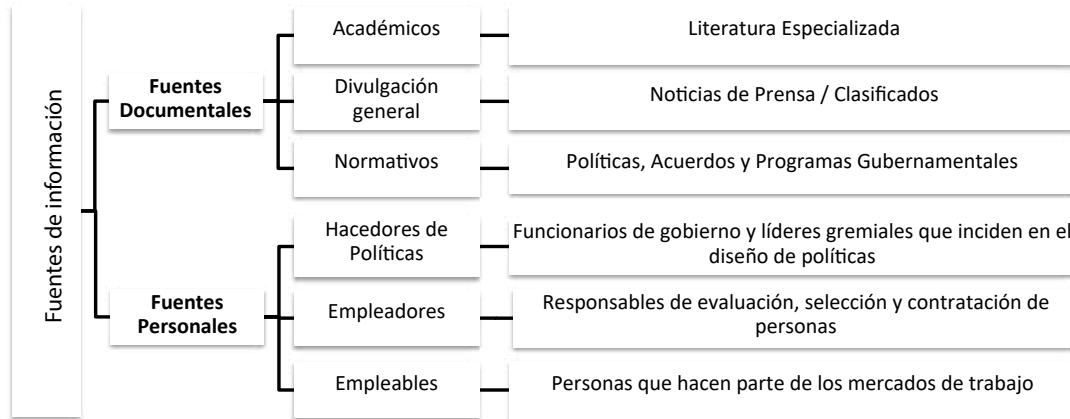 Fuentes de información
Fuentes
Documentales
Académicos
Literatura Especializada
Divulgación
general
Noticias de Prensa / Clasificados
Normativos
Políticas, Acuerdos y Programas Gubernamentales
Fuentes
Personales
Hacedores de
Políticas
Funcionarios de gobierno y líderes gremiales que inciden en el
diseño de políticas
Empleadores
Responsables de evaluación, selección y contratación de
personas
Empleables
Personas que hacen parte de los mercados de trabajo